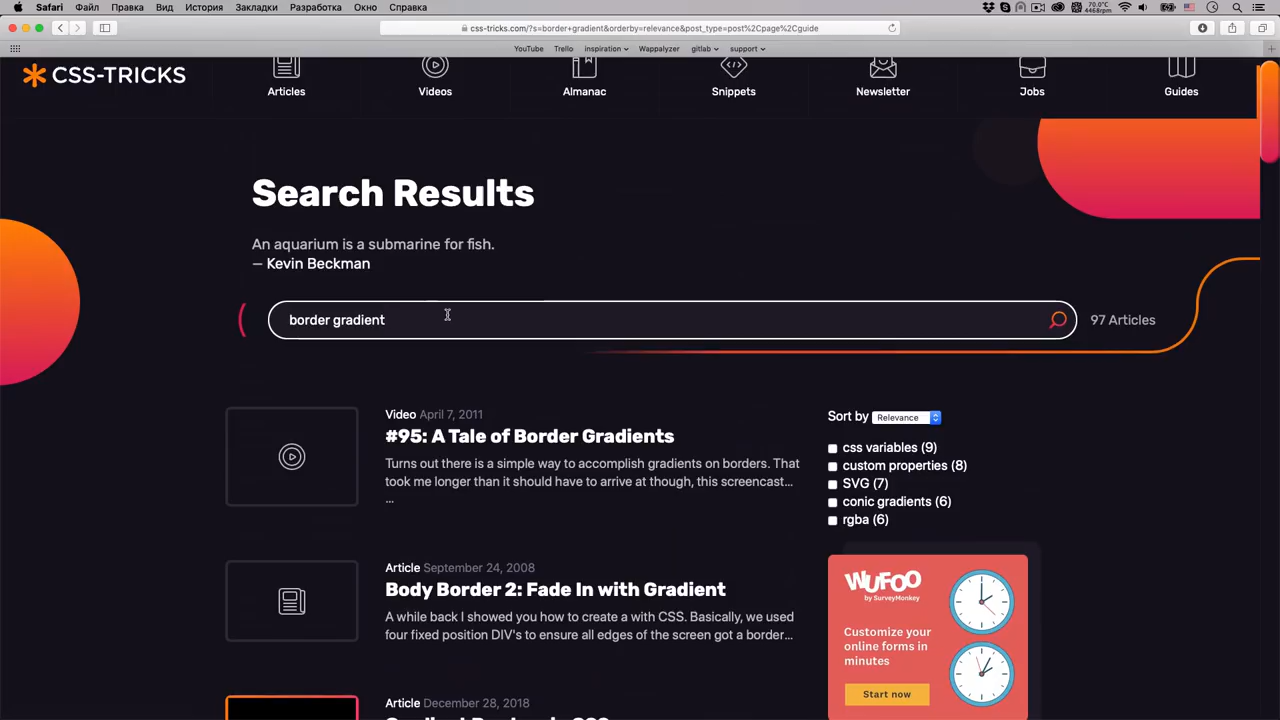 Safari Файл Правка Вид История Закладки Разработка Окно Справка
70.0°C
4468rpm
css-tricks.com/?s=border+gradient&orderby=relevance&post_type=post%2Cpage%2Cguide
YouTube Trello inspiration Wappalyzer gitlab support
CSS-TRICKS
Articles Videos Almanac Snippets Newsletter Jobs Guides
Search Results
An aquarium is a submarine for fish.
— Kevin Beckman
border gradient
97 Articles
Video April 7, 2011
#95: A Tale of Border Gradients
Turns out there is a simple way to accomplish gradients on borders. That
took me longer than it should have to arrive at though, this screencast...
...
Sort by Relevance
css variables (9)
custom properties (8)
SVG (7)
conic gradients (6)
rgba (6)
Article September 24, 2008
Body Border 2: Fade In with Gradient
A while back I showed you how to create a with CSS. Basically, we used
four fixed position DIV's to ensure all edges of the screen got a border...
WUFOO
by SurveyMonkey
Customize your
online forms in
minutes
Start now
Article December 28, 2018
Gradient Borders in CSS